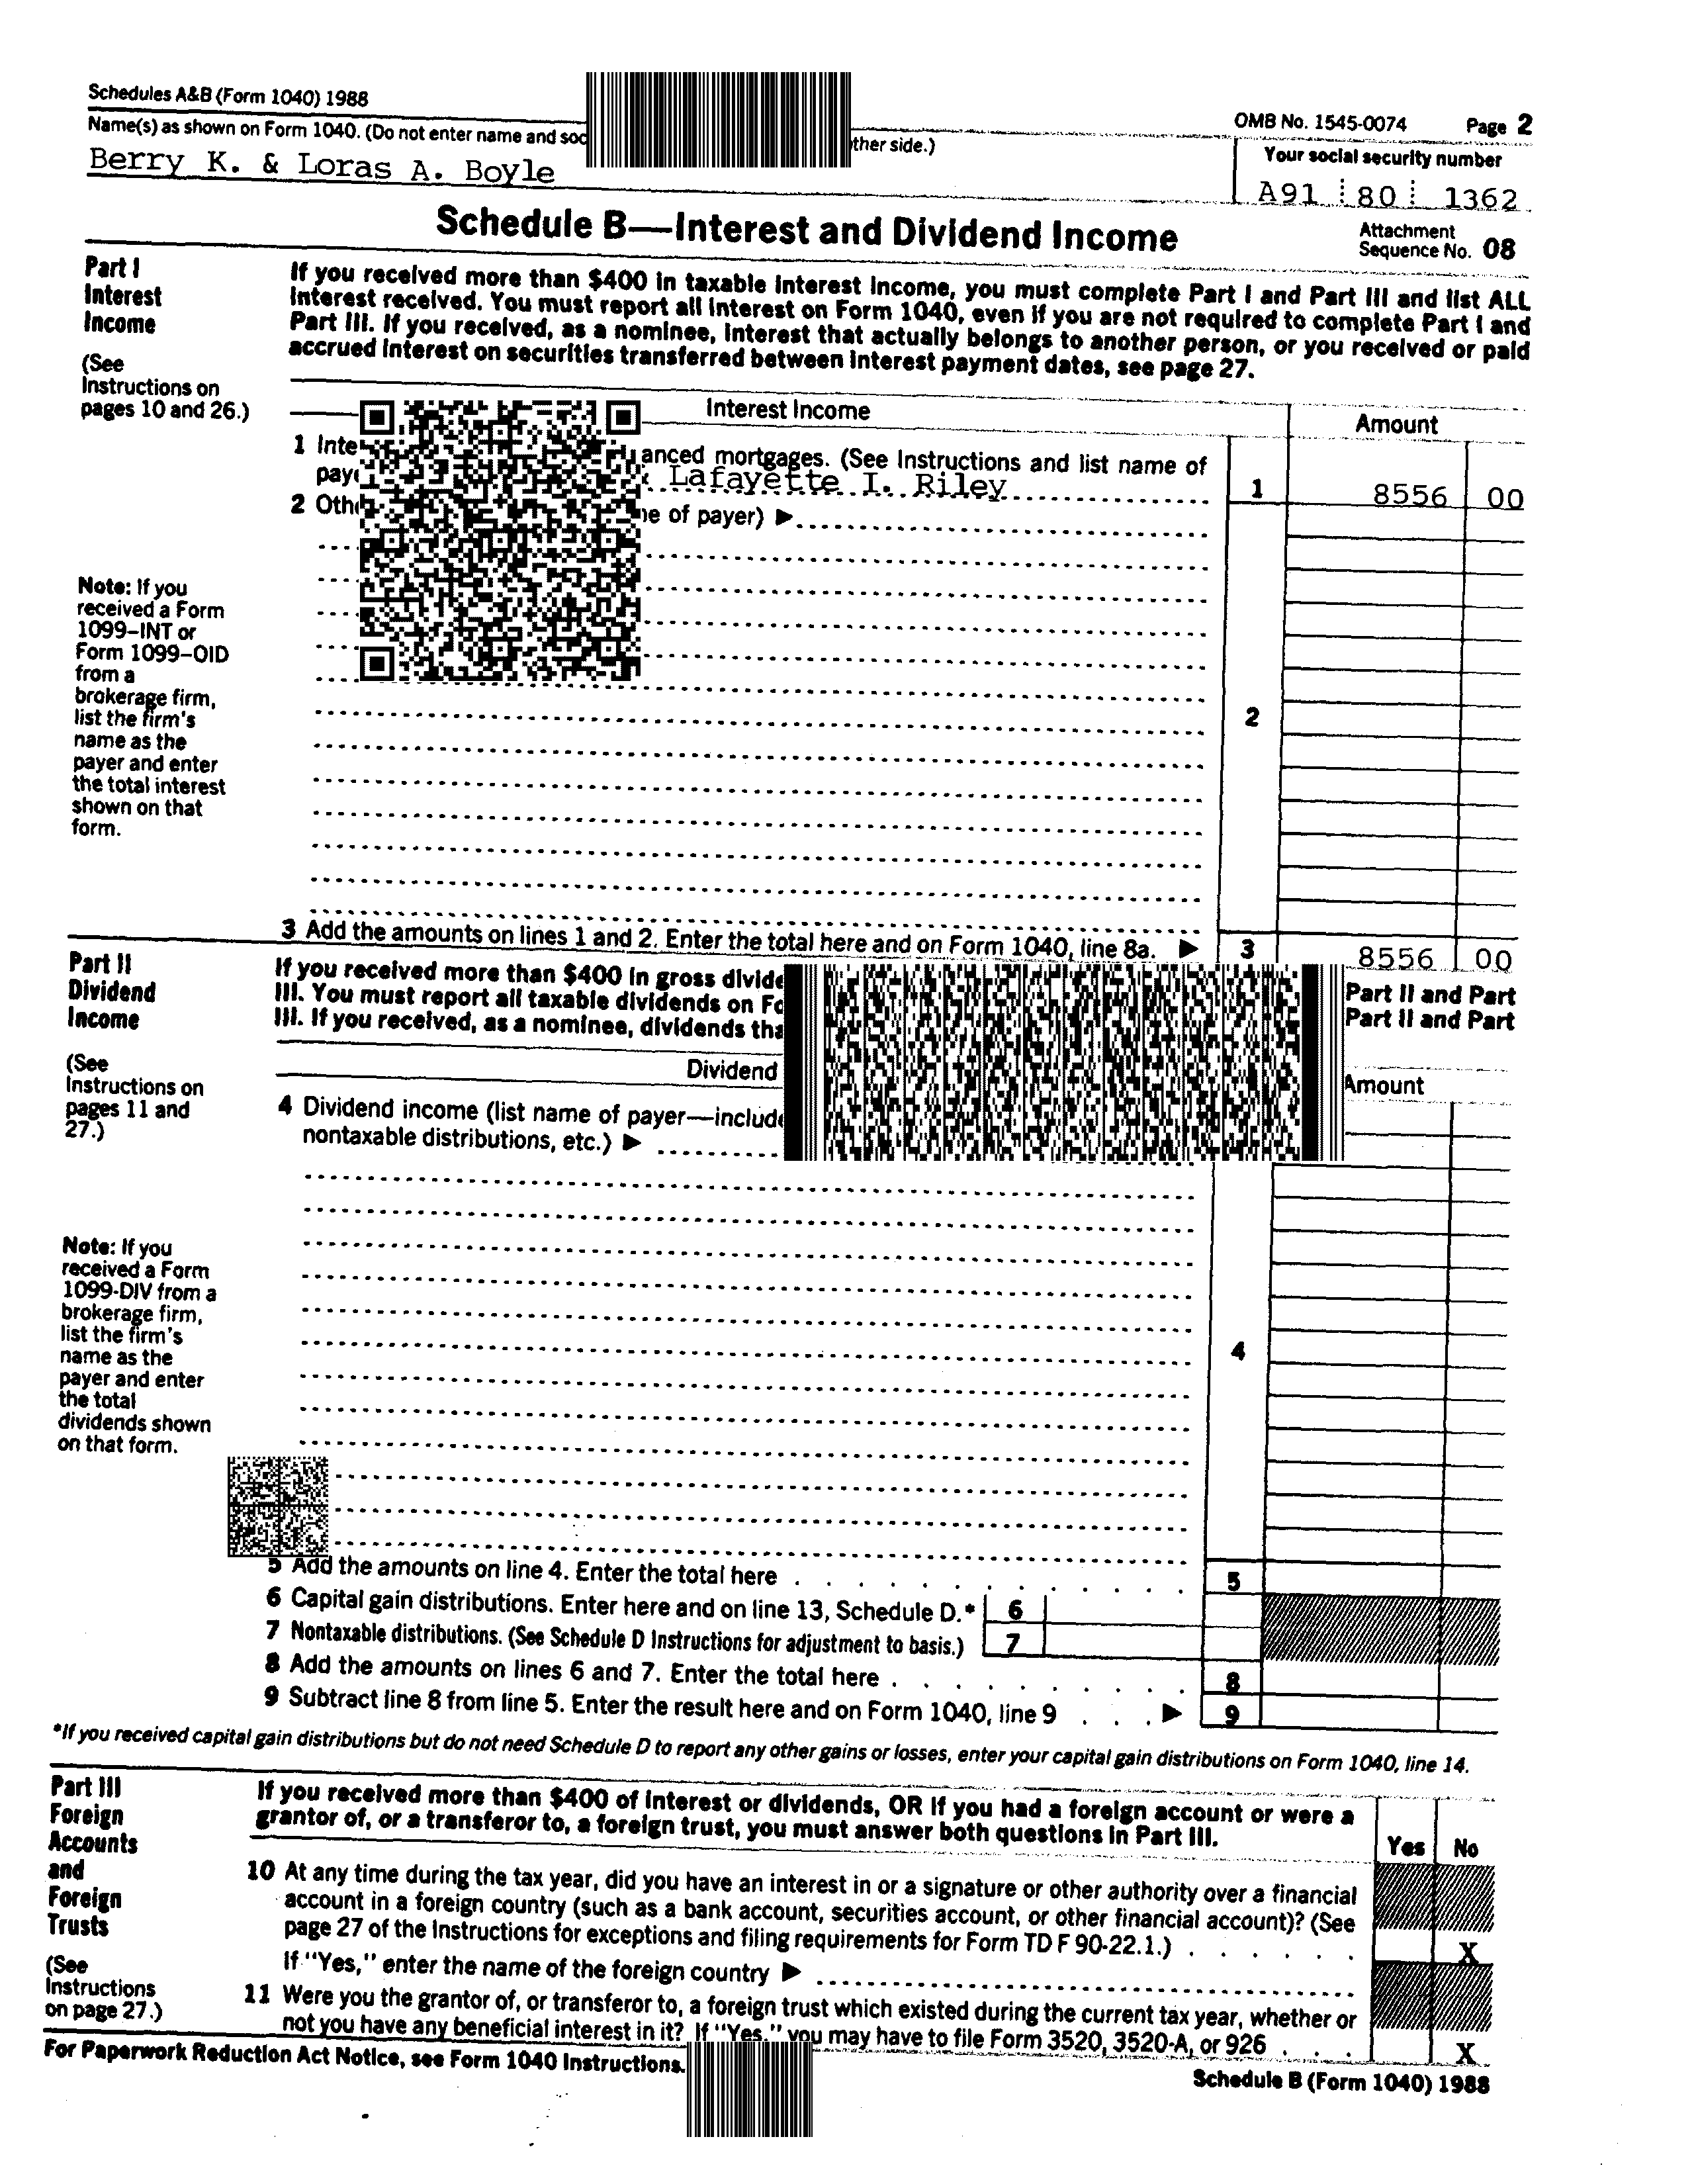 Schedules A&B (Form 1040) 1988
OMB No. 1545-0074 Page 2
Name(s) as shown on Form 1040. (Do not enter name and other side.)
Your social security number
Berry K. & Loras A. Boyle
A91 80 1362
Schedule B—Interest and Dividend Income
Attachment
Sequence No. 08
Part I
Interest
Income
(See
Instructions on
pages 10 and 26.)
If you received more than $400 in taxable interest income, you must complete Part I and Part III and list ALL
interest received. You must report all interest on Form 1040, even if you are not required to complete Part I and
Part III. If you received, as a nominee, interest that actually belongs to another person, or you received or paid
accrued interest on securities transferred between interest payment dates, see page 27.
Interest Income
Amount
1 mortgages. (See Instructions and list name of
Lafayette I. Riley
1 8556 00
2 of payer) ▶
Note: If you
received a Form
1099–INT or
Form 1099–OID
from a
brokerage firm,
list the firm's
name as the
payer and enter
the total interest
shown on that
form.
2
3 Add the amounts on lines 1 and 2. Enter the total here and on Form 1040, line 8a. ▶ 3 8556 00
Part II
Dividend
Income
(See
Instructions on
pages 11 and
27.)
If you received more than $400 in gross Part II and Part
III. You must report all taxable dividends on Part II and Part
III. If you received, as a nominee, dividends
Dividend
Amount
4 Dividend income (list name of payer—
nontaxable distributions, etc.) ▶
Note: If you
received a Form
1099-DIV from a
brokerage firm,
list the firm's
name as the
payer and enter
the total
dividends shown
on that form.
4
5 Add the amounts on line 4. Enter the total here . . . . . . . . . . . . . 5
6 Capital gain distributions. Enter here and on line 13, Schedule D.* 6
7 Nontaxable distributions. (See Schedule D Instructions for adjustment to basis.) 7
8 Add the amounts on lines 6 and 7. Enter the total here . . . . . . . . . . 8
9 Subtract line 8 from line 5. Enter the result here and on Form 1040, line 9 . . . ▶ 9
*If you received capital gain distributions but do not need Schedule D to report any other gains or losses, enter your capital gain distributions on Form 1040, line 14.
Part III
Foreign
Accounts
and
Foreign
Trusts
(See
Instructions
on page 27.)
If you received more than $400 of interest or dividends, OR if you had a foreign account or were a
grantor of, or a transferor to, a foreign trust, you must answer both questions in Part III.
Yes No
10 At any time during the tax year, did you have an interest in or a signature or other authority over a financial
account in a foreign country (such as a bank account, securities account, or other financial account)? (See
page 27 of the Instructions for exceptions and filing requirements for Form TD F 90-22.1.) . . . . . . X
If "Yes," enter the name of the foreign country ▶
11 Were you the grantor of, or transferor to, a foreign trust which existed during the current tax year, whether or
not you have any beneficial interest in it? If "Yes," you may have to file Form 3520, 3520-A, or 926 . . . X
For Paperwork Reduction Act Notice, see Form 1040 Instructions.
Schedule B (Form 1040) 1988